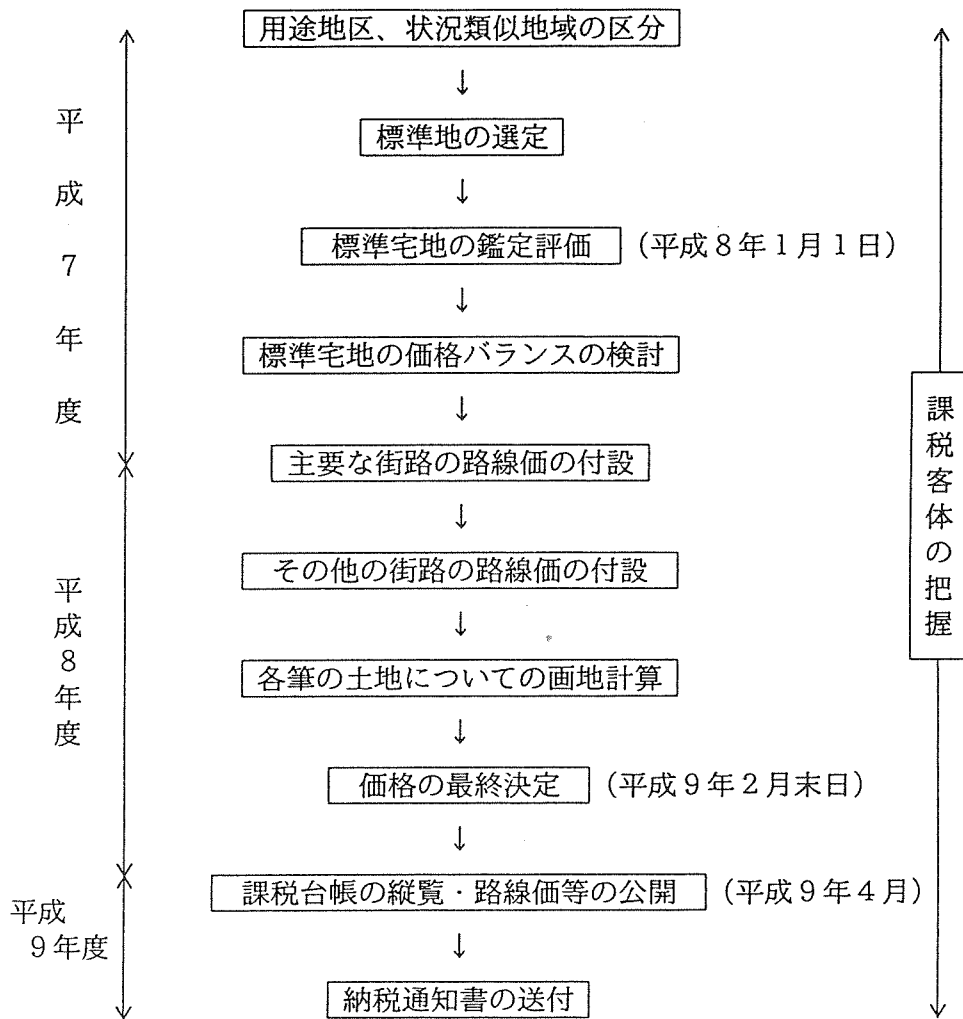 用途地区、状況類似地域の区分
↓
標準地の選定
↓
標準宅地の鑑定評価 (平成8年1月1日)
↓
標準宅地の価格バランスの検討
↓
主要な街路の路線価の付設
↓
その他の街路の路線価の付設
↓
各筆の土地についての画地計算
↓
価格の最終決定 (平成9年2月末日)
↓
課税台帳の縦覧・路線価等の公開 (平成9年4月)
↓
納税通知書の送付
平成7年度
平成8年度
平成
9年度
課税客体の把握